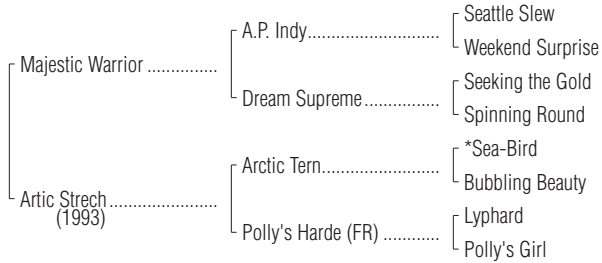 Seattle Slew
A.P. Indy
Weekend Surprise
Majestic Warrior
Seeking the Gold
Dream Supreme
Spinning Round
*Sea-Bird
Arctic Tern
Bubbling Beauty
Artic Strech
(1993)
Lyphard
Polly's Harde (FR)
Polly's Girl